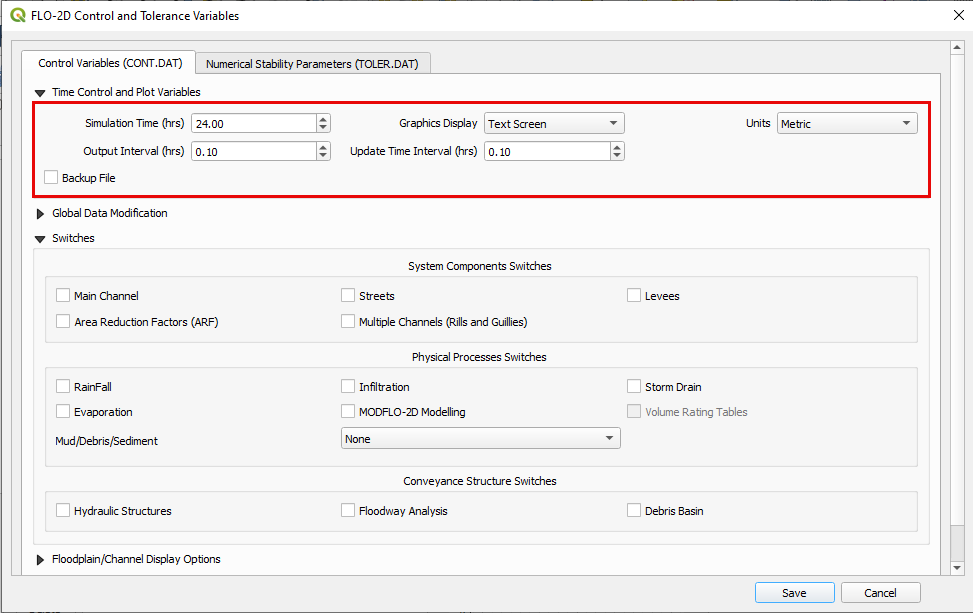 FLO-2D Control and Tolerance Variables
Control Variables (CONT.DAT) Numerical Stability Parameters (TOLER.DAT)
Time Control and Plot Variables
Simulation Time (hrs) 24.00 Graphics Display Text Screen Units Metric
Output Interval (hrs) 0.10 Update Time Interval (hrs) 0.10
Backup File
Global Data Modification
Switches
System Components Switches
Main Channel Streets Levees
Area Reduction Factors (ARF) Multiple Channels (Rills and Guillies)
Physical Processes Switches
RainFall Infiltration Storm Drain
Evaporation MODFLO-2D Modelling Volume Rating Tables
Mud/Debris/Sediment None
Conveyance Structure Switches
Hydraulic Structures Floodway Analysis Debris Basin
Floodplain/Channel Display Options
Save Cancel